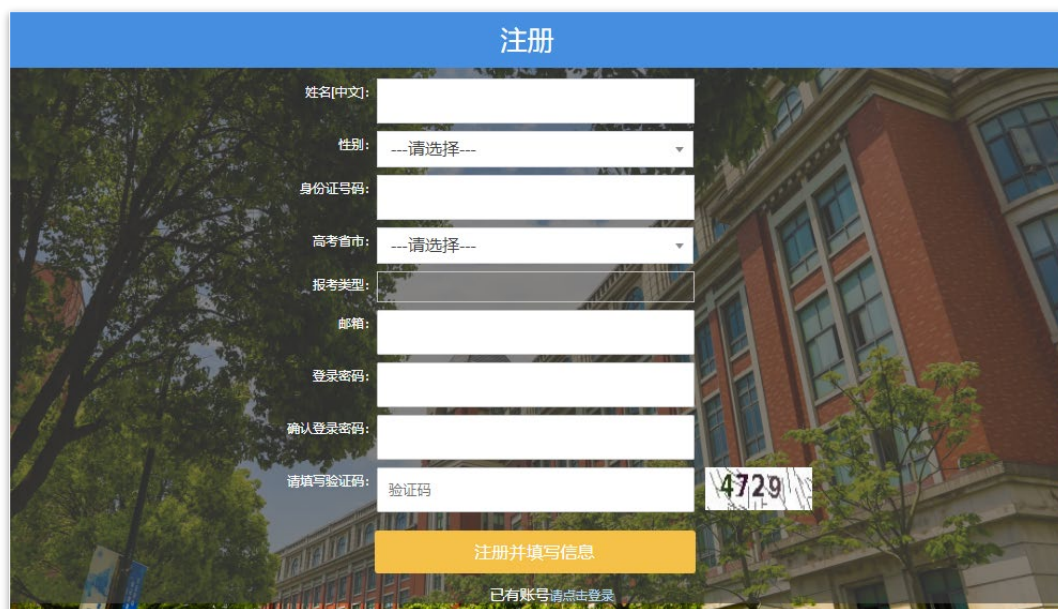 注册
姓名[中文]：
性别： ---请选择---
身份证号码：
高考省市： ---请选择---
报考类型：
邮箱：
登录密码：
确认登录密码：
请填写验证码： 验证码 4729
注册并填写信息
已有账号请点击登录